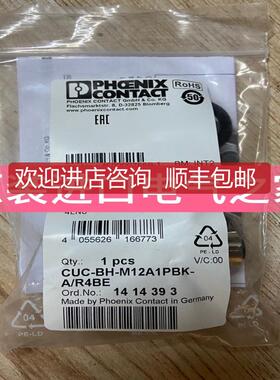 PHOENIX
CONTACT
PHOENIX CONTACT GmbH & Co. KG
Flachsmarktstr. 8, D-32825 Blomberg
www.phoenixcontact.com
RoHS
50
EAC
欢迎进店咨询 顺丰包邮
4 055626 166773
04
PE-LD
V/C:00
Qty.: 1 pcs
CUC-BH-M12A1PBK-
A/R4BE
Ord.No.: 14 14 39 3
Made by Phoenix Contact in Germany
04
PE-LD